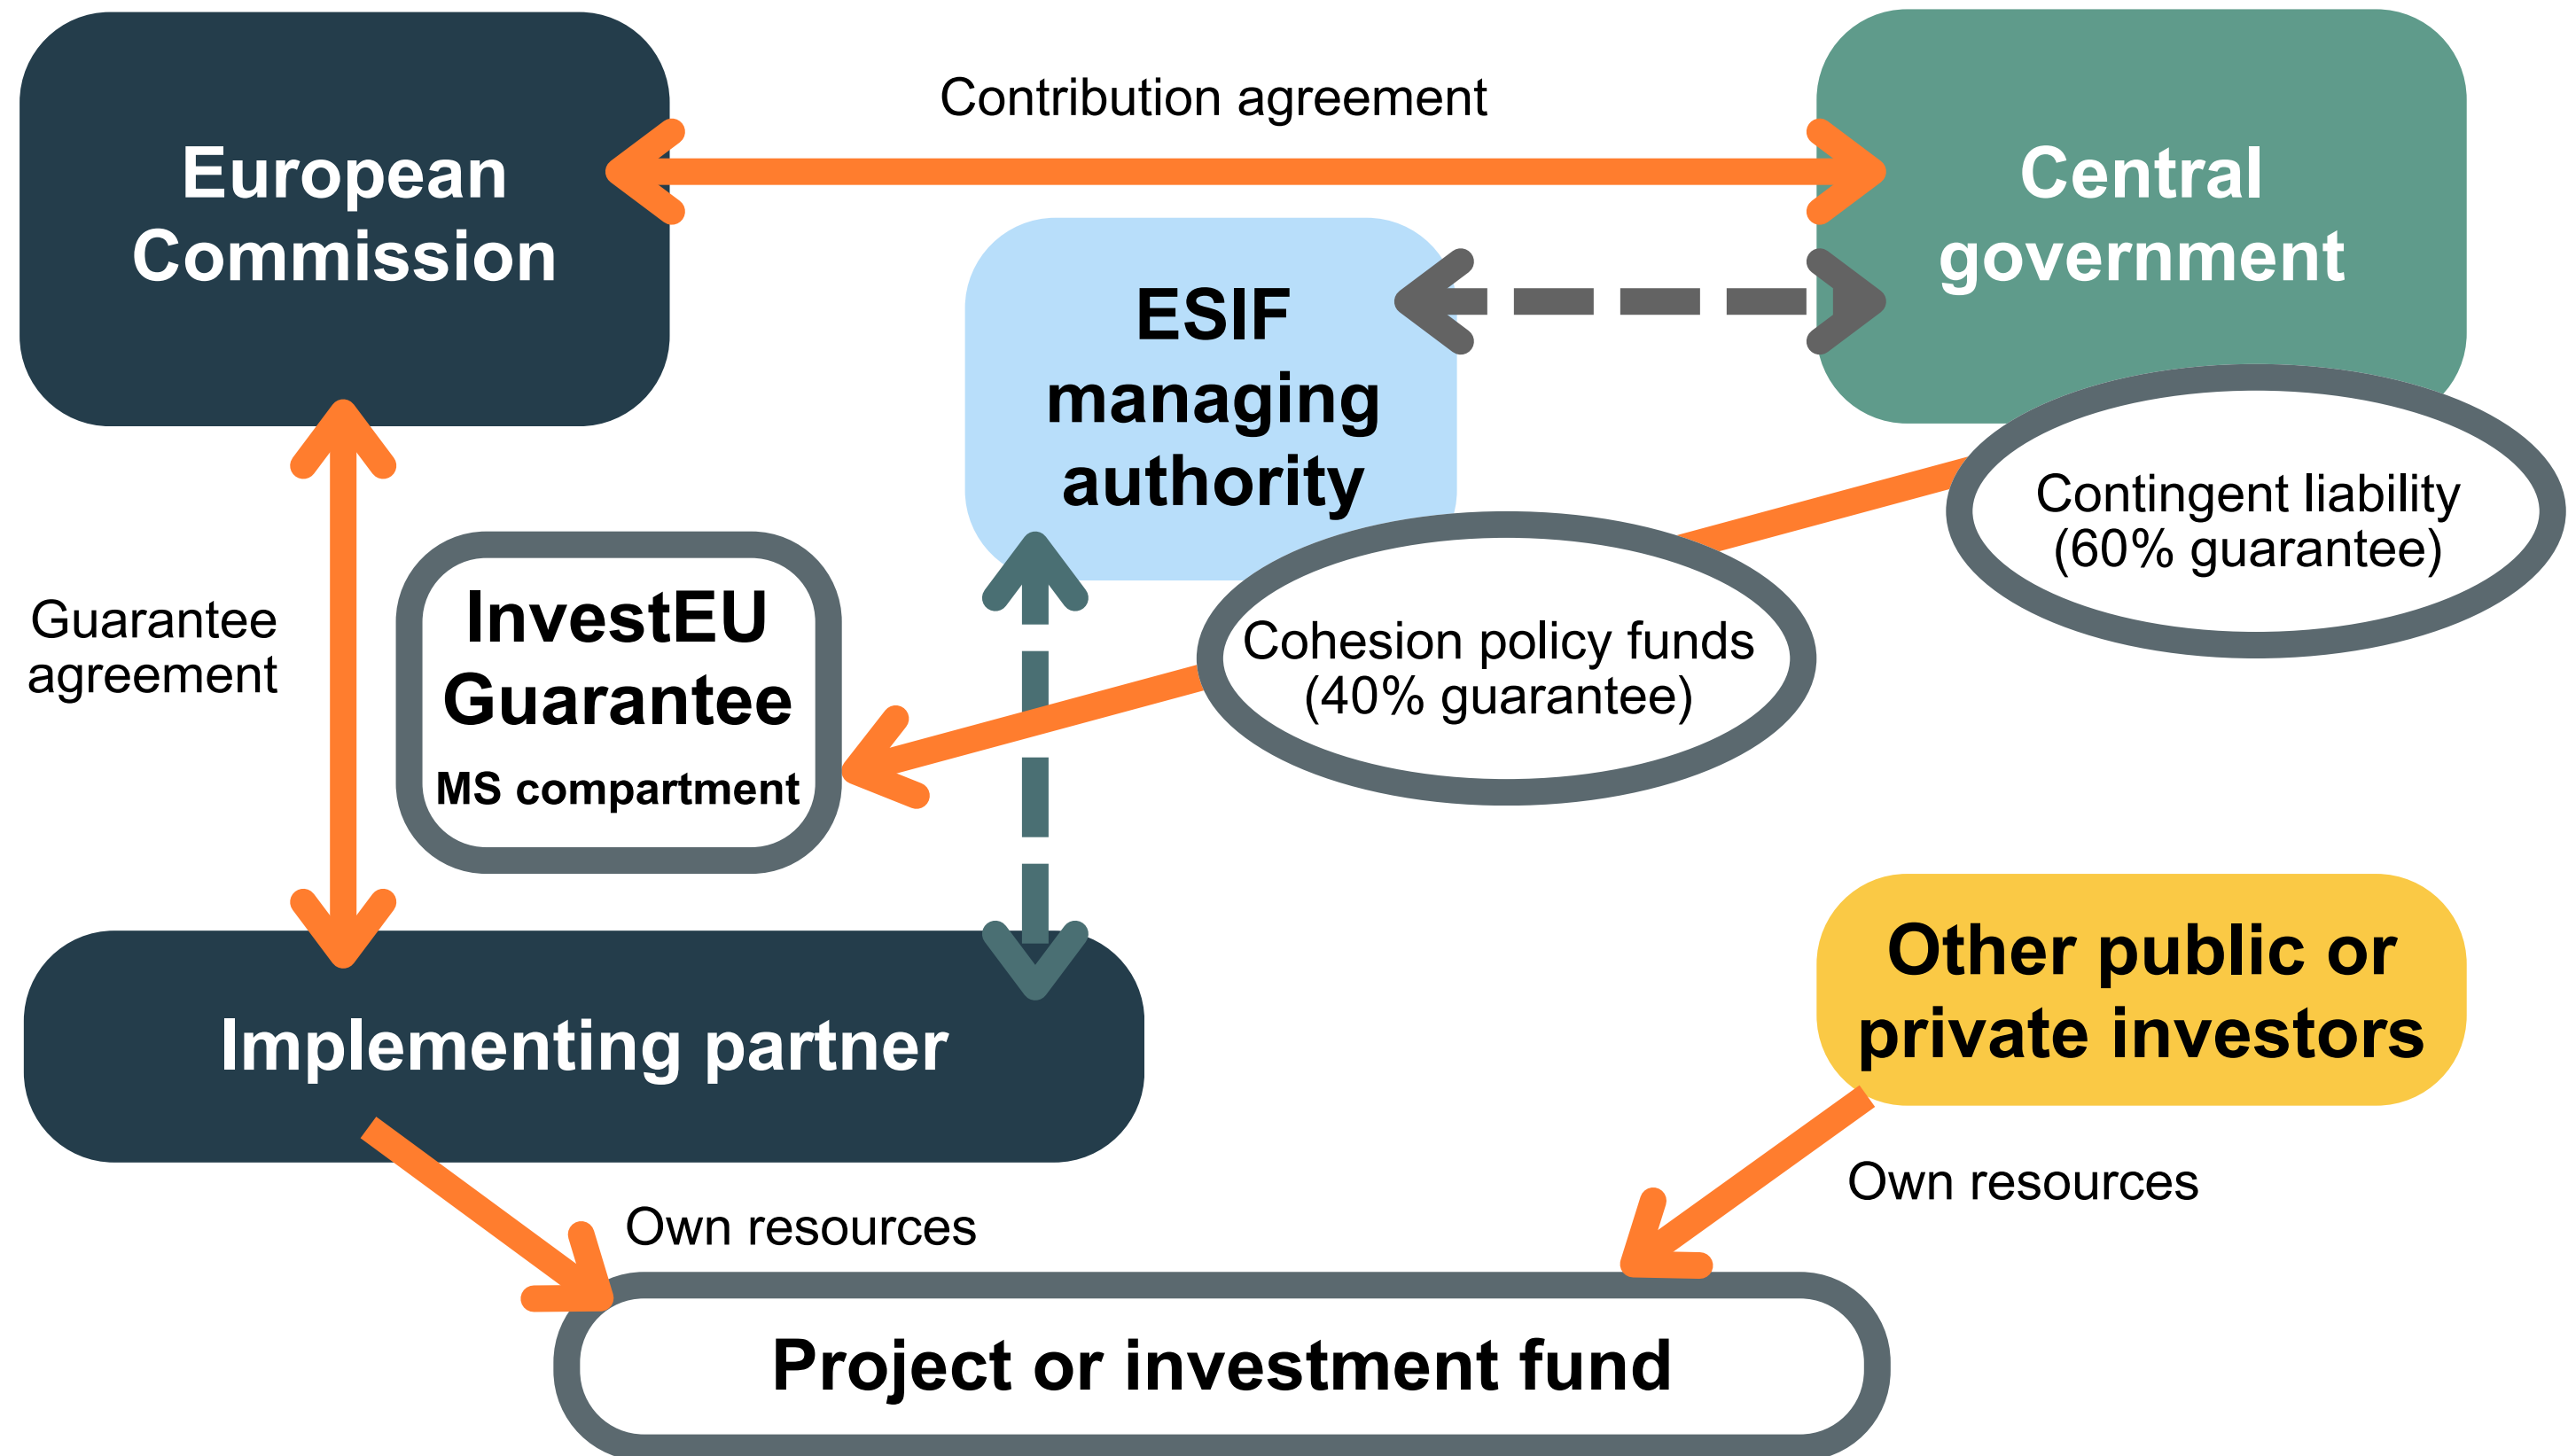 European
Commission
Contribution agreement
Central
government
ESIF
managing
authority
Contingent liability
(60% guarantee)
Guarantee
agreement
InvestEU
Guarantee
MS compartment
Cohesion policy funds
(40% guarantee)
Implementing partner
Other public or
private investors
Own resources
Own resources
Project or investment fund